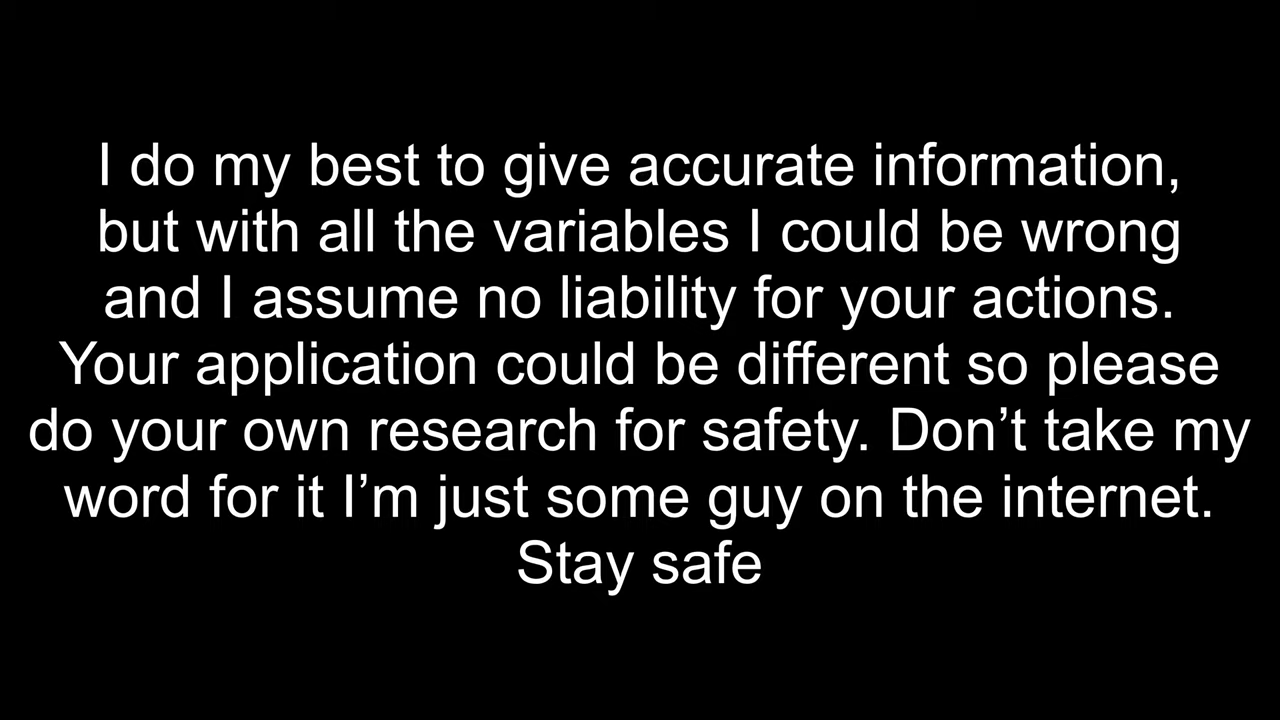 I do my best to give accurate information,
but with all the variables I could be wrong
and I assume no liability for your actions.
Your application could be different so please
do your own research for safety. Don’t take my
word for it I’m just some guy on the internet.
Stay safe